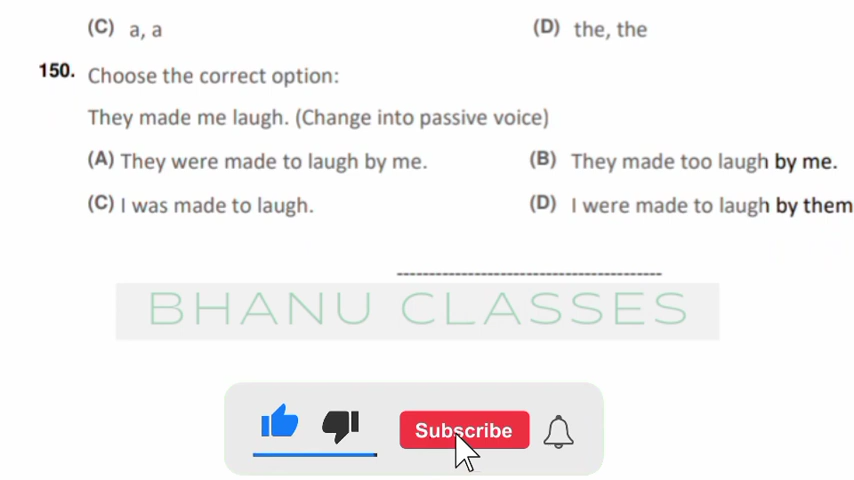 (C) a, a (D) the, the
150. Choose the correct option:
They made me laugh. (Change into passive voice)
(A) They were made to laugh by me. (B) They made too laugh by me.
(C) I was made to laugh. (D) I were made to laugh by them
BHANU CLASSES
Subscribe